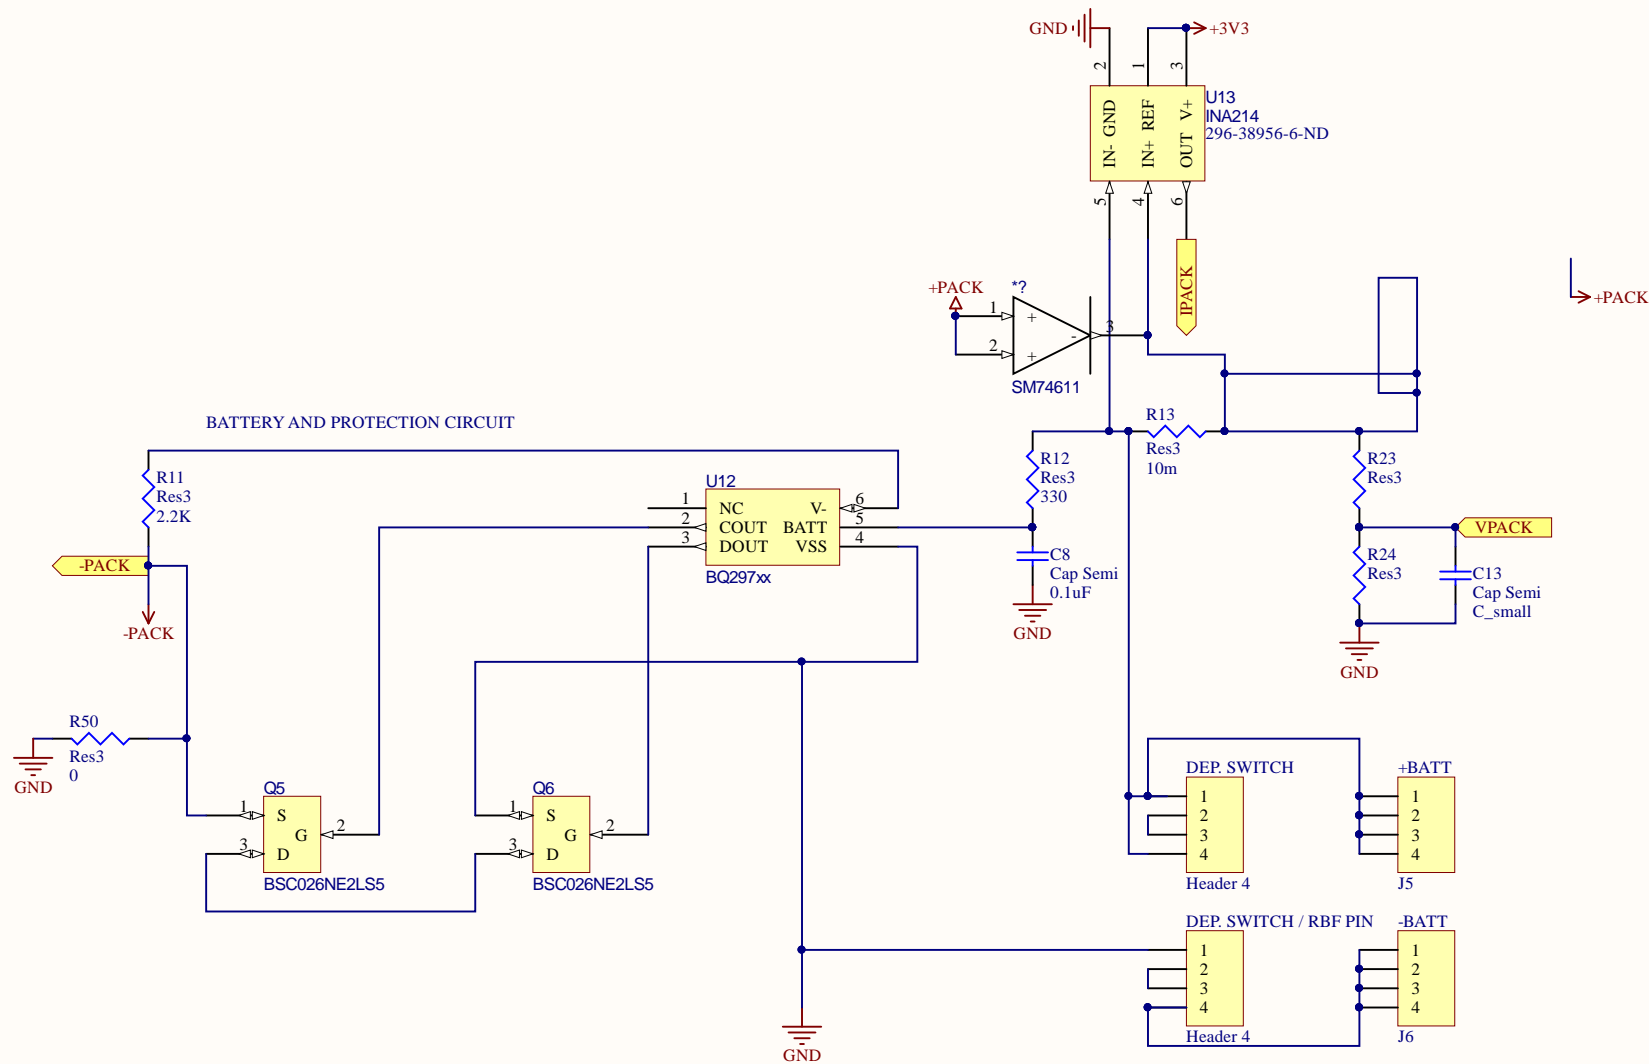 GND
+3V3
2
1
3
U13
INA214
296-38956-6-ND
IN- GND
IN+ REF
OUT V+
5
4
6
IPACK
+PACK
*?
1
+
-
3
2
+
SM74611
+PACK
BATTERY AND PROTECTION CIRCUIT
R13
Res3
10m
R11
Res3
2.2K
U12
1
NC
V-
6
2
COUT
BATT
5
3
DOUT
VSS
4
BQ297xx
R12
Res3
330
R23
Res3
VPACK
-PACK
-PACK
C8
Cap Semi
0.1uF
GND
R24
Res3
C13
Cap Semi
C_small
GND
R50
Res3
0
GND
Q5
1
S
G
2
3
D
BSC026NE2LS5
Q6
1
S
G
2
3
D
BSC026NE2LS5
DEP. SWITCH
1
2
3
4
Header 4
+BATT
1
2
3
4
J5
DEP. SWITCH / RBF PIN
1
2
3
4
Header 4
-BATT
1
2
3
4
J6
GND